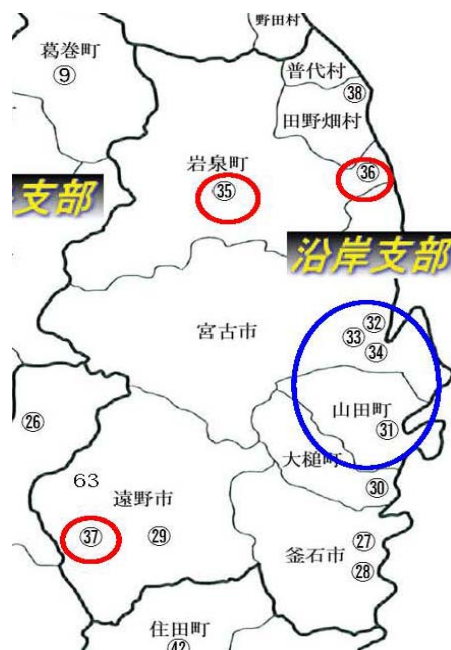 野田村
葛巻町
⑨
普代村
㊳
田野畑村
岩泉町
㊱
㉟
支部
沿岸支部
宮古市
㉜
㉝
㉞
山田町
㉖
㉛
大槌町
63
㉚
遠野市
㊲
㉙
釜石市
㉗
㉘
住田町
㊷